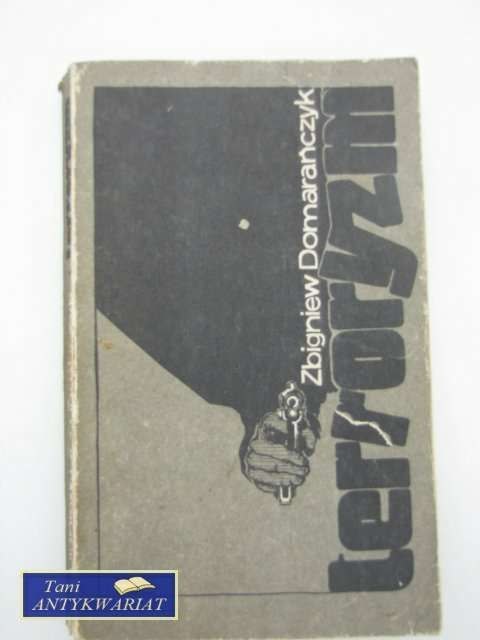 Zbigniew Domarańczyk
terroryzm
Tani
ANTYKWARIAT